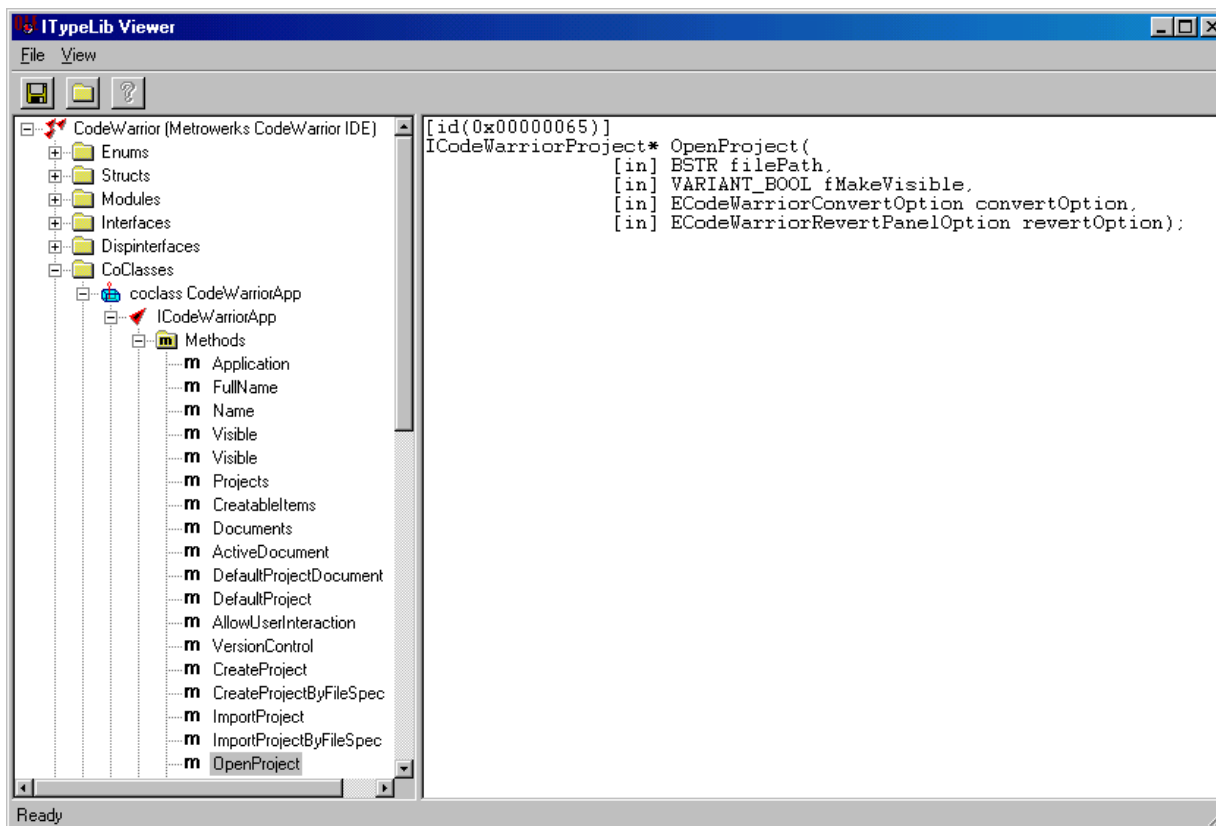 ITypeLib Viewer
File View
CodeWarrior (Metrowerks CodeWarrior IDE)
Enums
Structs
Modules
Interfaces
Dispinterfaces
CoClasses
coclass CodeWarriorApp
ICodeWarriorApp
m Methods
m Application
m FullName
m Name
m Visible
m Visible
m Projects
m CreatableItems
m Documents
m ActiveDocument
m DefaultProjectDocument
m DefaultProject
m AllowUserInteraction
m VersionControl
m CreateProject
m CreateProjectByFileSpec
m ImportProject
m ImportProjectByFileSpec
m OpenProject
[id(0x00000065)]
ICodeWarriorProject* OpenProject(
[in] BSTR filePath,
[in] VARIANT_BOOL fMakeVisible,
[in] ECodeWarriorConvertOption convertOption,
[in] ECodeWarriorRevertPanelOption revertOption);
Ready